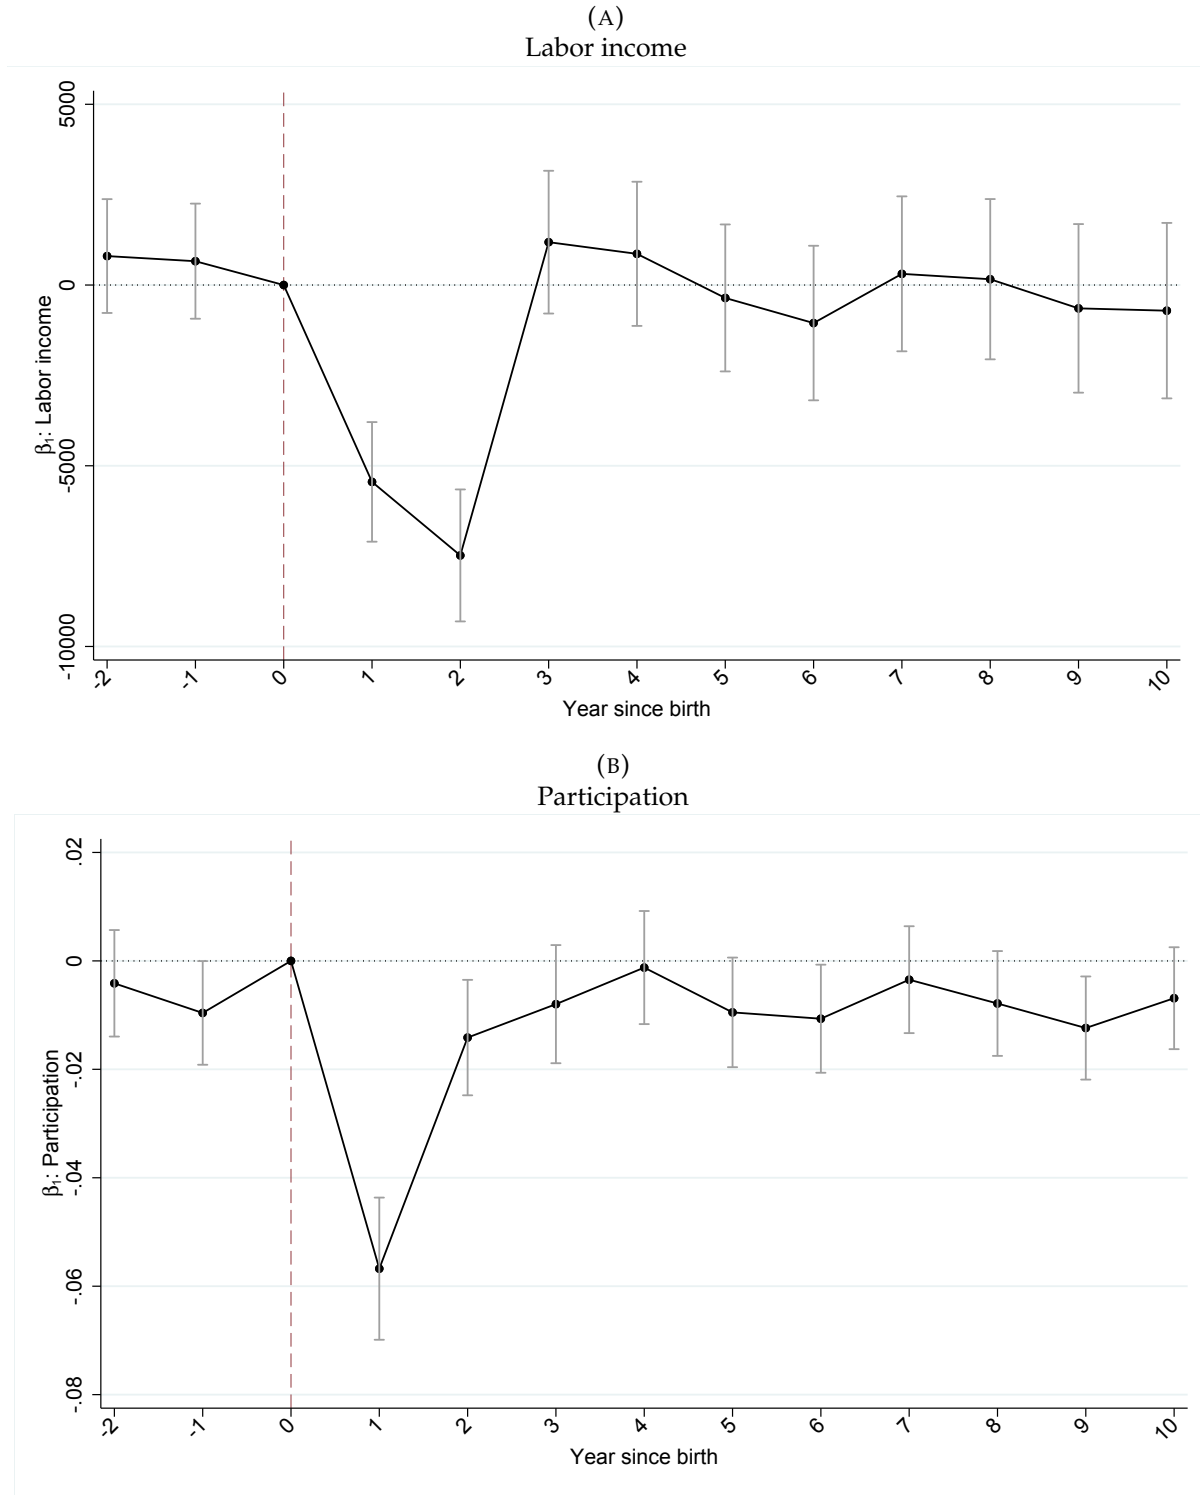 (A)
Labor income
β₁: Labor income
5000
0
-5000
-10000
-2 -1 0 1 2 3 4 5 6 7 8 9 10
Year since birth
(B)
Participation
β₁: Participation
.02
0
-.02
-.04
-.06
-.08
-2 -1 0 1 2 3 4 5 6 7 8 9 10
Year since birth